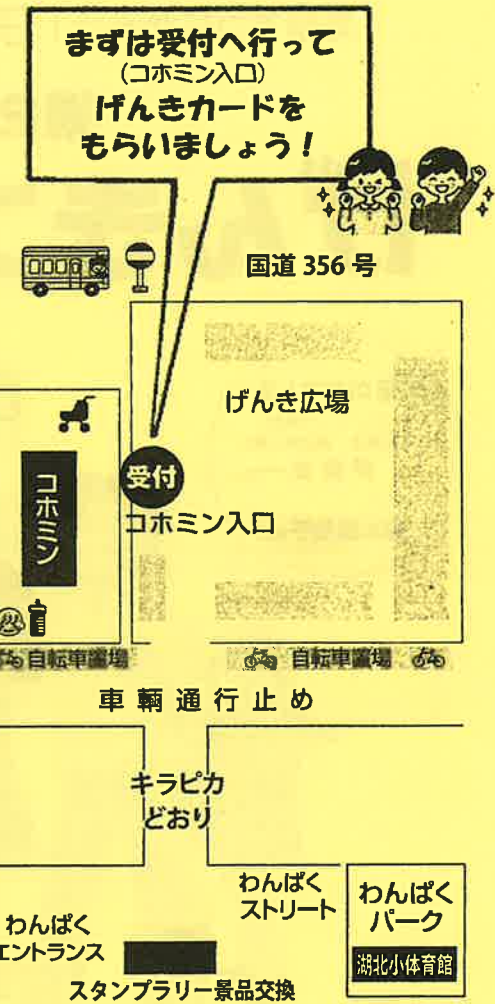 まずは受付へ行って
(コホミン入口)
げんきカードを
もらいましょう!
国道356号
げんき広場
受付
コホミン入口
コホミン
自転車置場
自転車置場
車輌通行止め
キラピカ
どおり
わんぱく
ストリート
わんぱく
パーク
湖北小体育館
わんぱく
エントランス
スタンプラリー景品交換